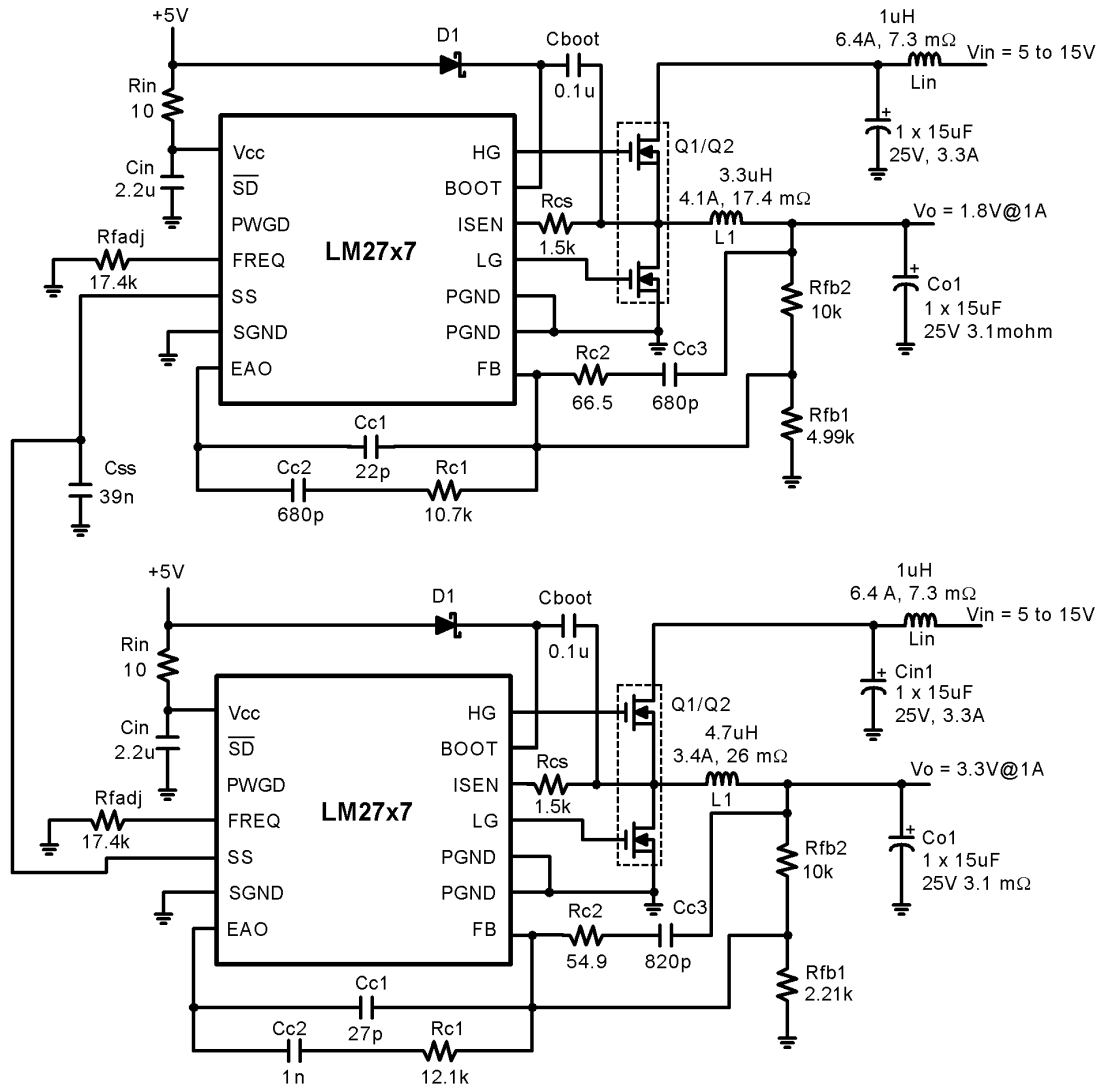 +5V
D1
Cboot
0.1u
1uH
6.4A, 7.3 mΩ
Lin
Vin = 5 to 15V
Rin
10
Cin
2.2u
+
1 x 15uF
25V, 3.3A
Vcc
SD
PWGD
FREQ
SS
SGND
EAO
LM27x7
HG
BOOT
ISEN
LG
PGND
PGND
FB
Q1/Q2
Rcs
1.5k
3.3uH
4.1A, 17.4 mΩ
L1
Vo = 1.8V@1A
Rfadj
17.4k
+
Co1
1 x 15uF
25V 3.1mohm
Rfb2
10k
Rc2
66.5
Cc3
680p
Rfb1
4.99k
Cc1
22p
Cc2
680p
Rc1
10.7k
Css
39n
+5V
D1
Cboot
0.1u
1uH
6.4 A, 7.3 mΩ
Lin
Vin = 5 to 15V
Rin
10
Cin
2.2u
+
Cin1
1 x 15uF
25V, 3.3A
Vcc
SD
PWGD
FREQ
SS
SGND
EAO
LM27x7
HG
BOOT
ISEN
LG
PGND
PGND
FB
Q1/Q2
Rcs
1.5k
4.7uH
3.4A, 26 mΩ
L1
Vo = 3.3V@1A
Rfadj
17.4k
+
Co1
1 x 15uF
25V 3.1 mΩ
Rfb2
10k
Rc2
54.9
Cc3
820p
Rfb1
2.21k
Cc1
27p
Cc2
1n
Rc1
12.1k